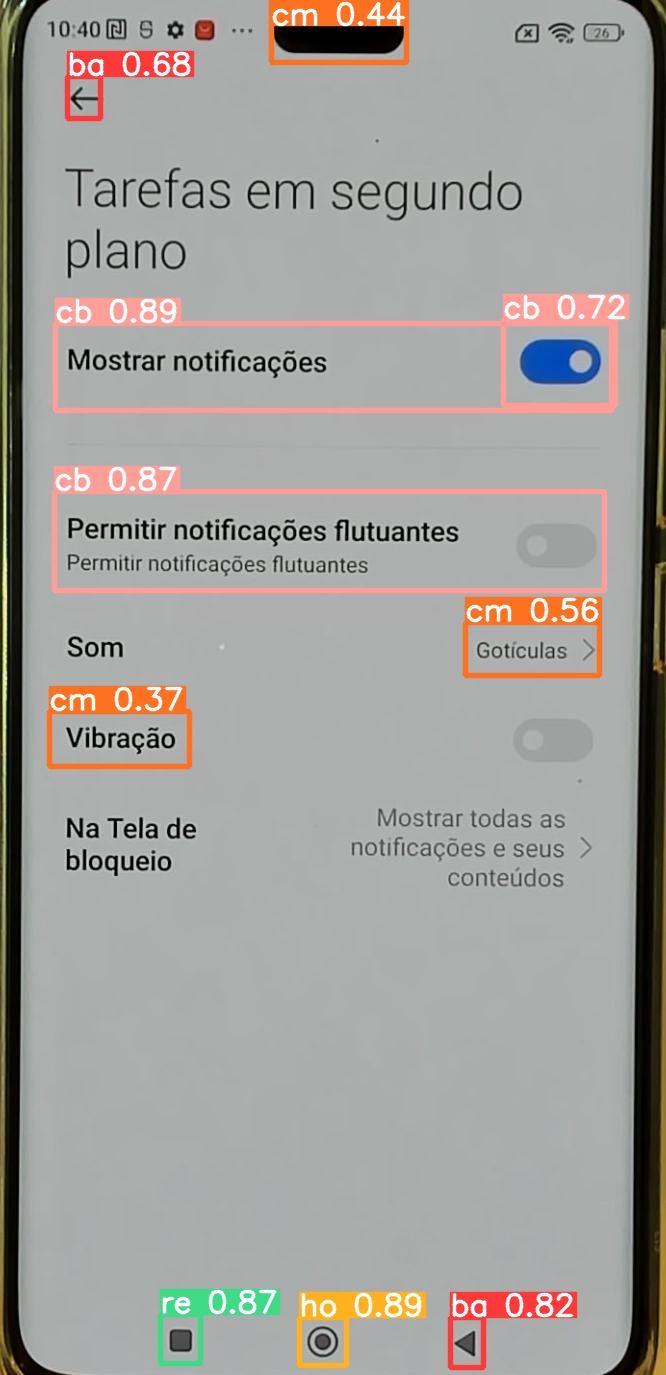 cm 0.44
10:40 S ... 26
ba 0.68
Tarefas em segundo
plano
cb 0.89
cb 0.72
Mostrar notificações
cb 0.87
Permitir notificações flutuantes
Permitir notificações flutuantes
cm 0.56
Som
Gotículas
cm 0.37
Vibração
Na Tela de
bloqueio
Mostrar todas as
notificações e seus
conteúdos
re 0.87
ho 0.89
ba 0.82